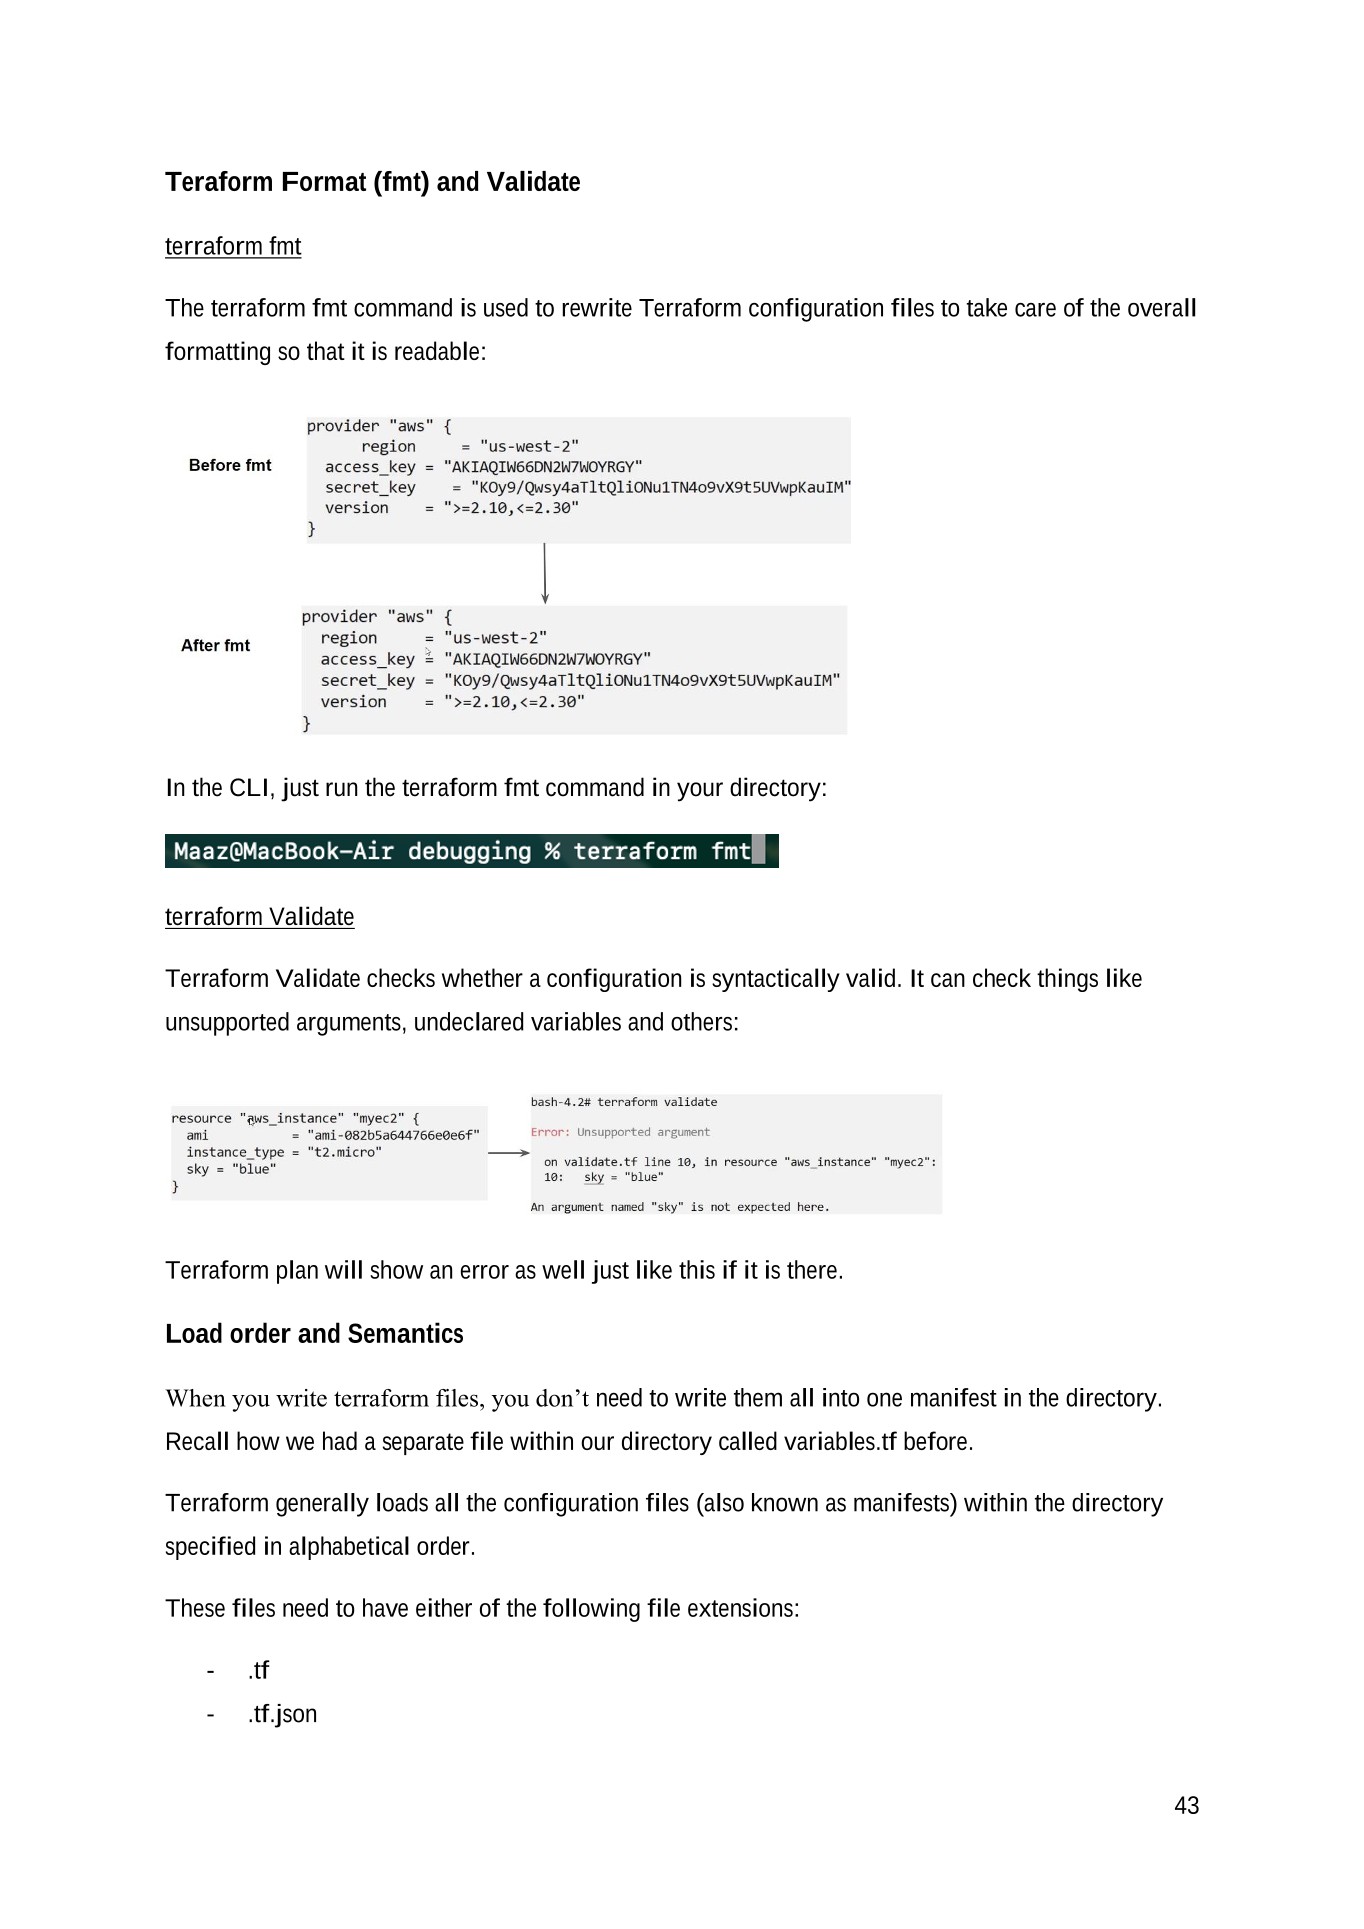 Teraform Format (fmt) and Validate
terraform fmt
The terraform fmt command is used to rewrite Terraform configuration files to take care of the overall
formatting so that it is readable:
Before fmt
provider "aws" {
      region     = "us-west-2"
  access_key = "AKIAQIW66DN2W7WOYRGY"
  secret_key    = "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"
  version    = ">=2.10,<=2.30"
}
After fmt
provider "aws" {
  region     = "us-west-2"
  access_key = "AKIAQIW66DN2W7WOYRGY"
  secret_key = "KOy9/Qwsy4aTltQliONu1TN4o9vX9t5UVwpKauIM"
  version    = ">=2.10,<=2.30"
}
In the CLI, just run the terraform fmt command in your directory:
Maaz@MacBook-Air debugging % terraform fmt
terraform Validate
Terraform Validate checks whether a configuration is syntactically valid. It can check things like
unsupported arguments, undeclared variables and others:
resource "aws_instance" "myec2" {
  ami           = "ami-082b5a644766e0e6f"
  instance_type = "t2.micro"
  sky = "blue"
}
bash-4.2# terraform validate
Error: Unsupported argument
  on validate.tf line 10, in resource "aws_instance" "myec2":
  10:   sky = "blue"
An argument named "sky" is not expected here.
Terraform plan will show an error as well just like this if it is there.
Load order and Semantics
When you write terraform files, you don’t need to write them all into one manifest in the directory.
Recall how we had a separate file within our directory called variables.tf before.
Terraform generally loads all the configuration files (also known as manifests) within the directory
specified in alphabetical order.
These files need to have either of the following file extensions:
- .tf
- .tf.json
43